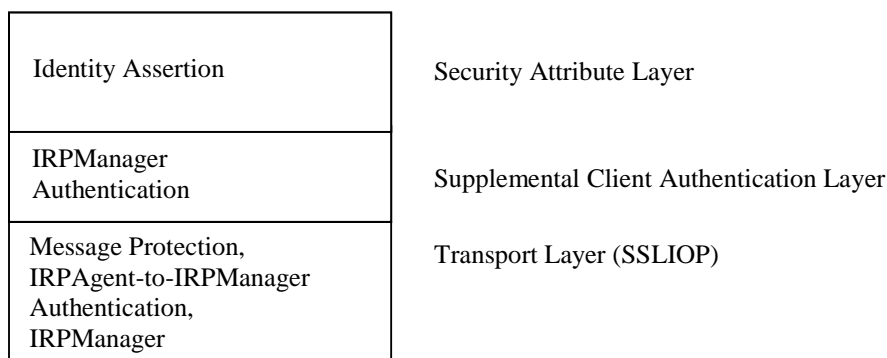 Identity Assertion
Security Attribute Layer
IRPManager
Authentication
Supplemental Client Authentication Layer
Message Protection,
IRPAgent-to-IRPManager
Authentication,
IRPManager
Transport Layer (SSLIOP)